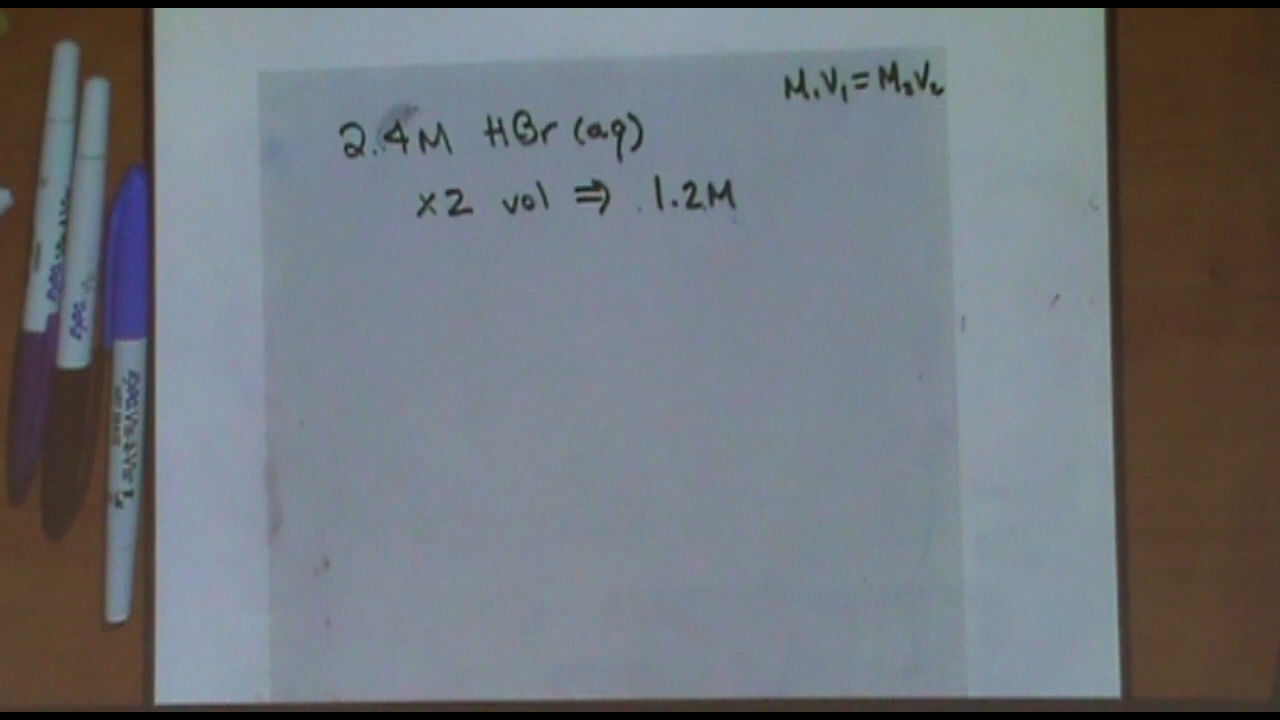 M₁V₁ = M₂V₂
2.4M HBr (aq)
x2 vol ⇒ 1.2M